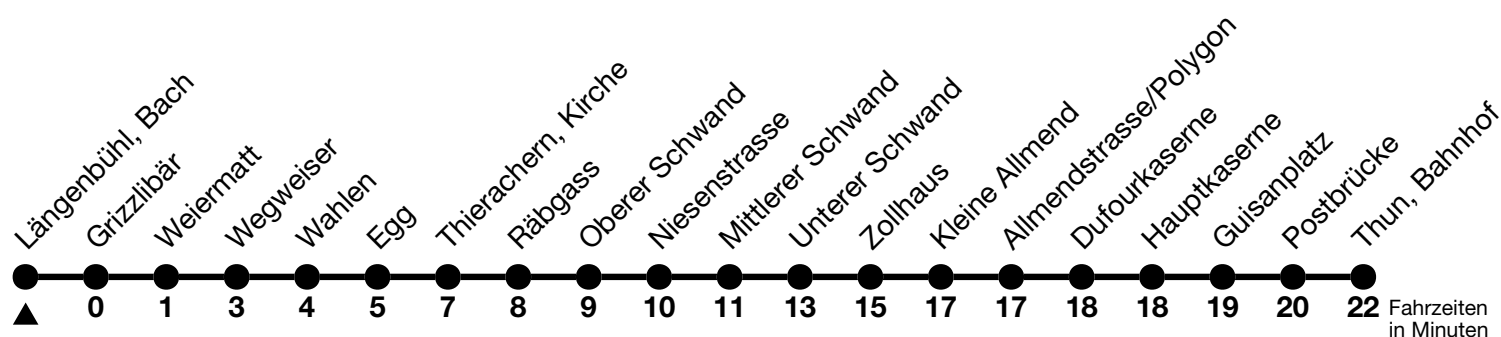 Längenbühl, Bach
Grizzlibär
Weiermatt
Wegweiser
Wahlen
Egg
Thierachern, Kirche
Räbgass
Oberer Schwand
Niesenstrasse
Mittlerer Schwand
Unterer Schwand
Zollhaus
Kleine Allmend
Allmendstrasse/Polygon
Dufourkaserne
Hauptkaserne
Guisanplatz
Postbrücke
Thun, Bahnhof
0 1 3 4 5 7 8 9 10 11 13 15 17 17 18 18 19 20 22
Fahrzeiten
in Minuten